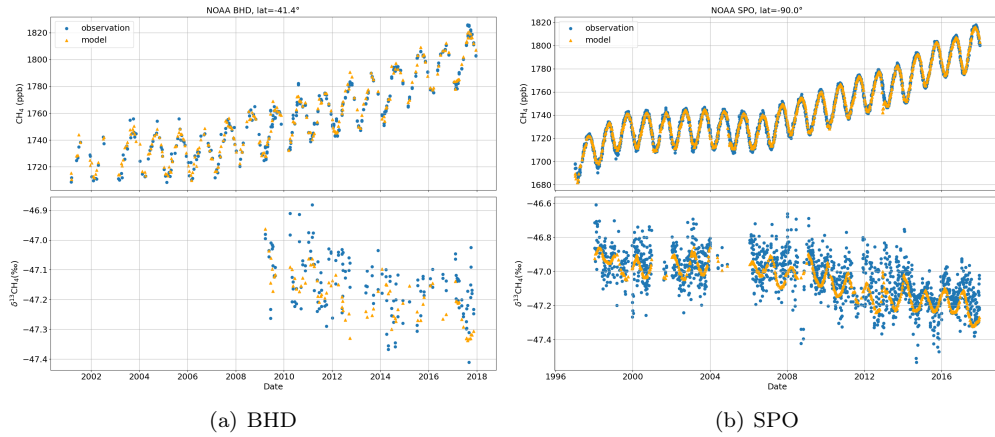 NOAA BHD, lat=-41.4°
observation
model
CH₄ (ppb)
1820
1800
1780
1760
1740
1720
δ¹³CH₄(‰)
−46.9
−47.0
−47.1
−47.2
−47.3
−47.4
2002 2004 2006 2008 2010 2012 2014 2016 2018
Date
(a) BHD
NOAA SPO, lat=-90.0°
observation
model
CH₄ (ppb)
1820
1800
1780
1760
1740
1720
1700
1680
δ¹³CH₄(‰)
−46.6
−46.8
−47.0
−47.2
−47.4
1996 2000 2004 2008 2012 2016
Date
(b) SPO